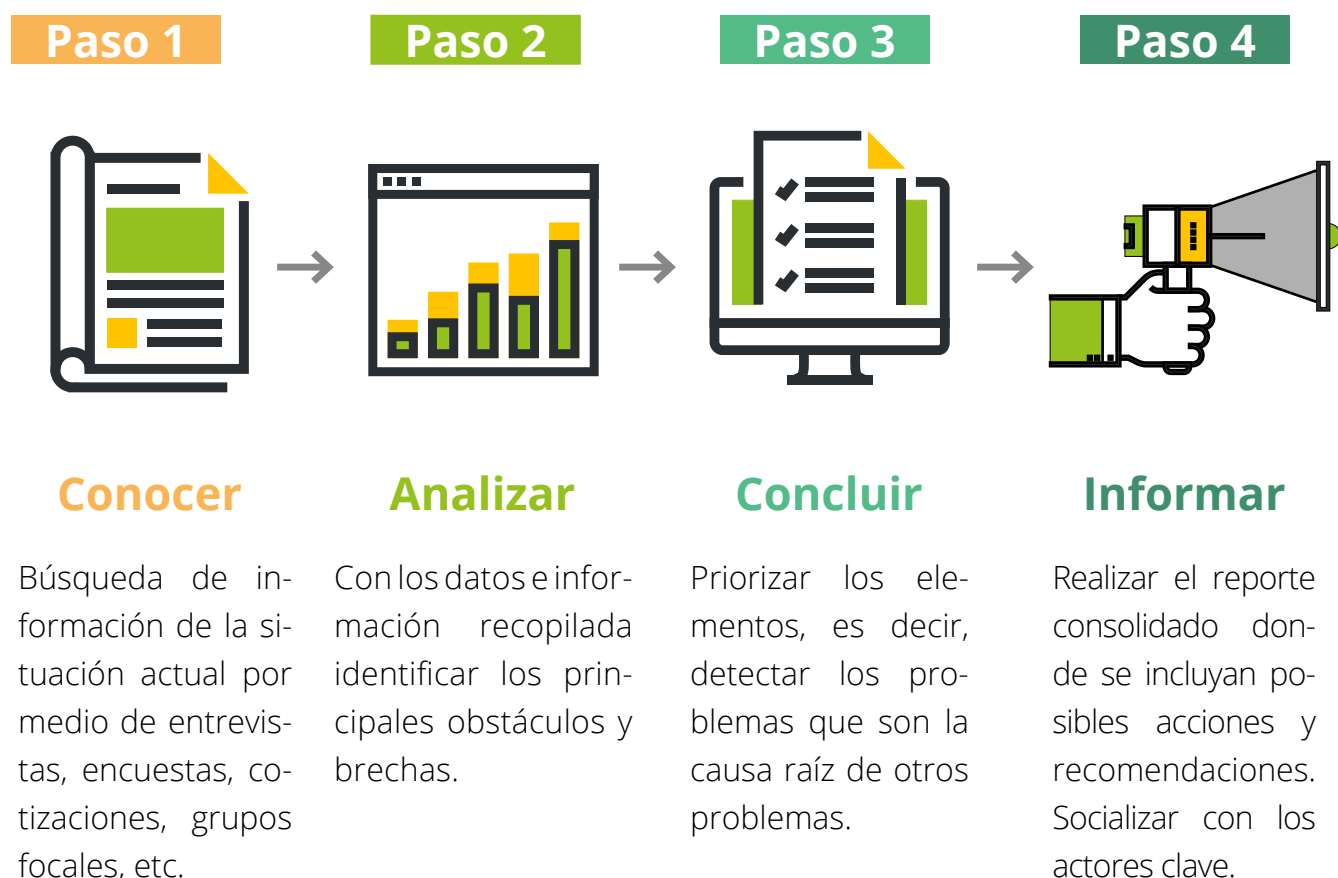 Paso 1
Paso 2
Paso 3
Paso 4
Conocer
Analizar
Concluir
Informar
Búsqueda de in-
formación de la si-
tuación actual por
medio de entrevis-
tas, encuestas, co-
tizaciones, grupos
focales, etc.
Con los datos e infor-
mación recopilada
identificar los prin-
cipales obstáculos y
brechas.
Priorizar los ele-
mentos, es decir,
detectar los pro-
blemas que son la
causa raíz de otros
problemas.
Realizar el reporte
consolidado don-
de se incluyan po-
sibles acciones y
recomendaciones.
Socializar con los
actores clave.